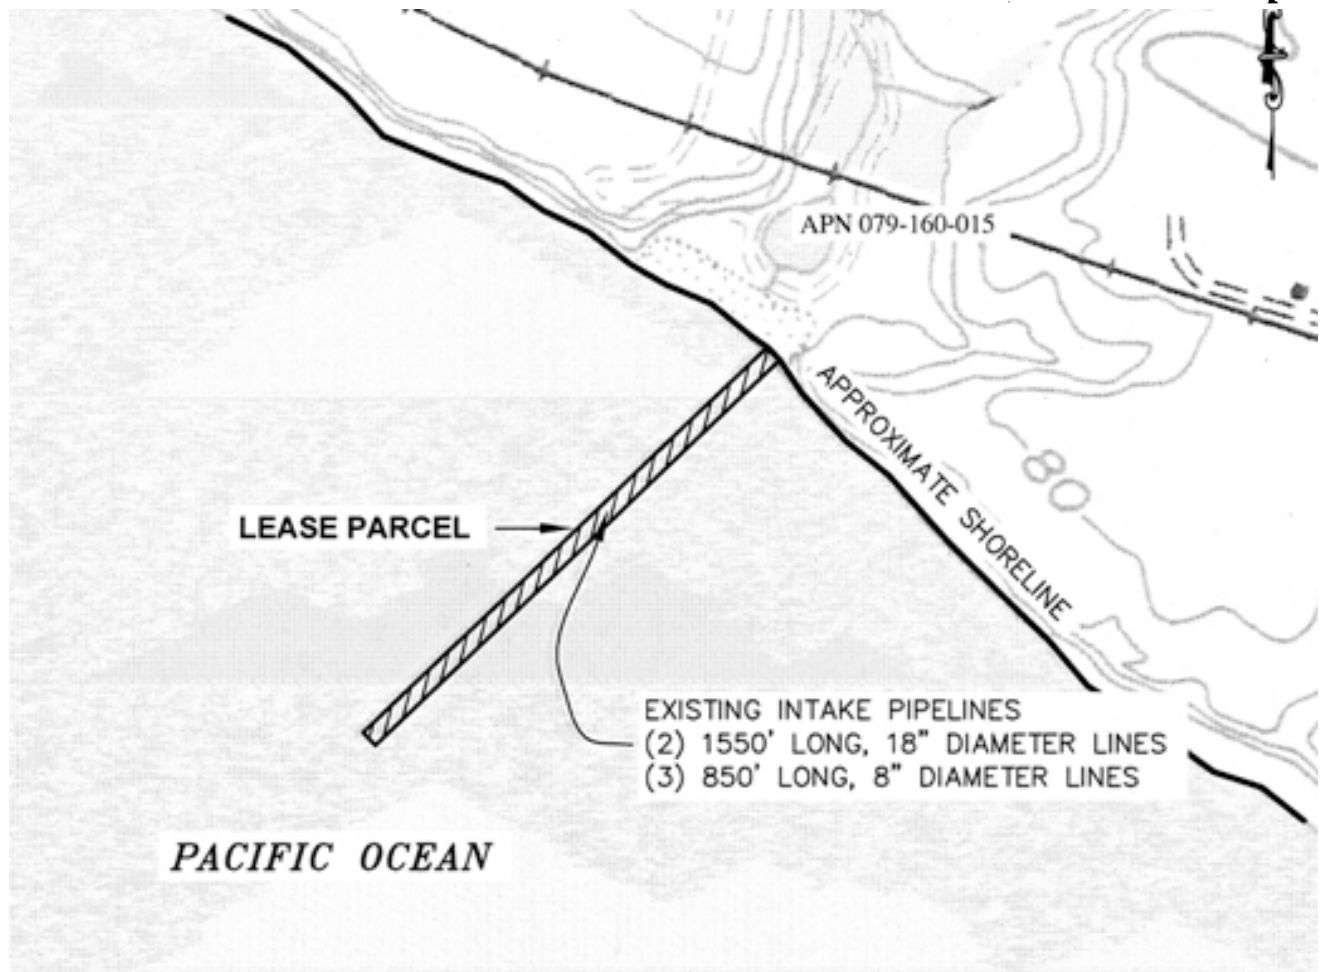 APN 079-160-015
APPROXIMATE SHORELINE
80
LEASE PARCEL
EXISTING INTAKE PIPELINES
(2) 1550' LONG, 18" DIAMETER LINES
(3) 850' LONG, 8" DIAMETER LINES
PACIFIC OCEAN